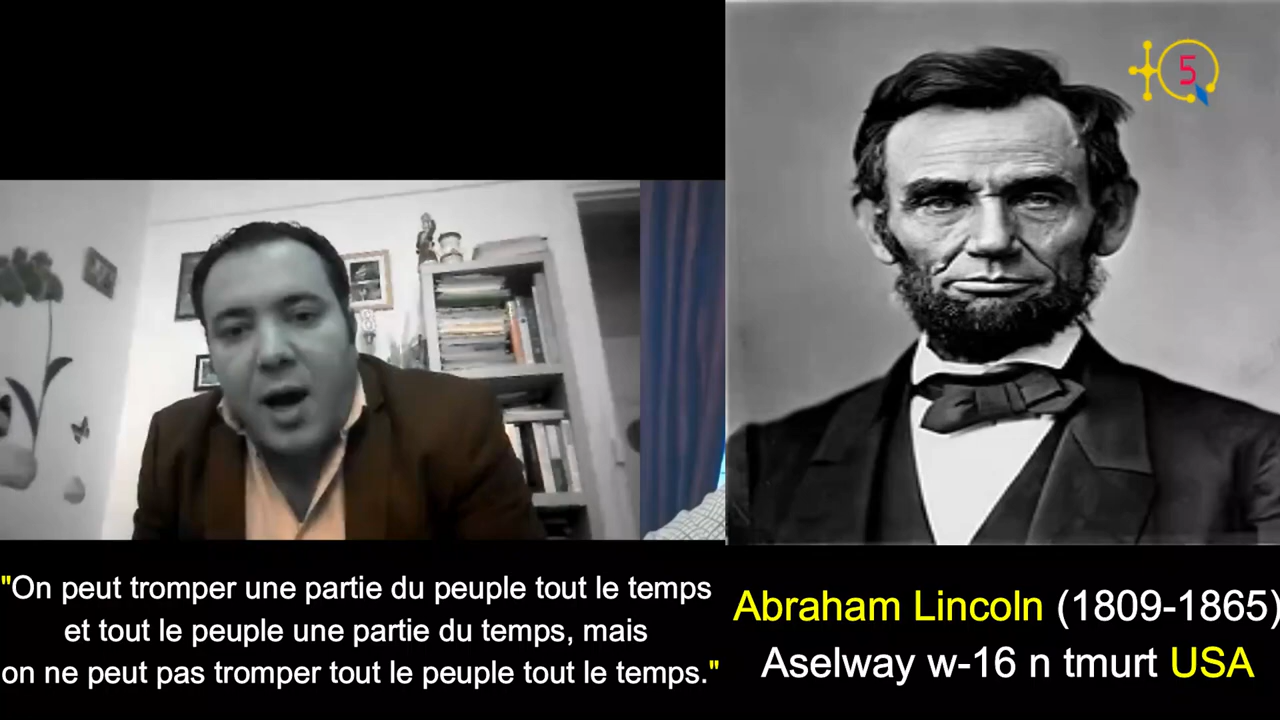 5
"On peut tromper une partie du peuple tout le temps
et tout le peuple une partie du temps, mais
on ne peut pas tromper tout le peuple tout le temps."
Abraham Lincoln (1809-1865)
Aselway w-16 n tmurt USA